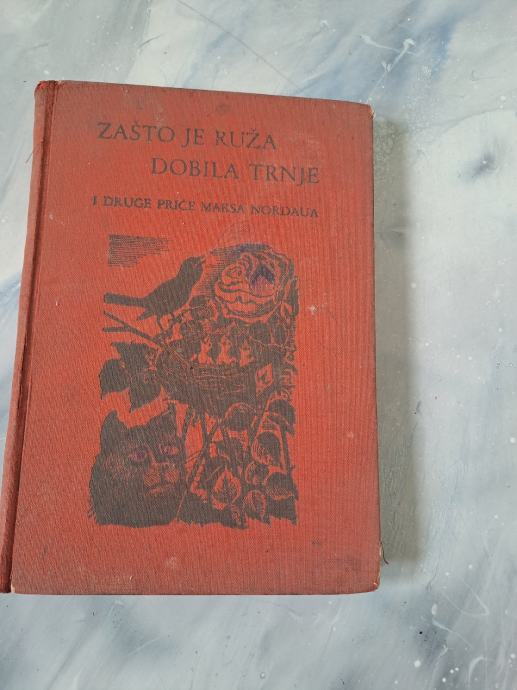 ZAŠTO JE RUŽA
DOBILA TRNJE
I DRUGE PRIČE MAKSA NORDAUA